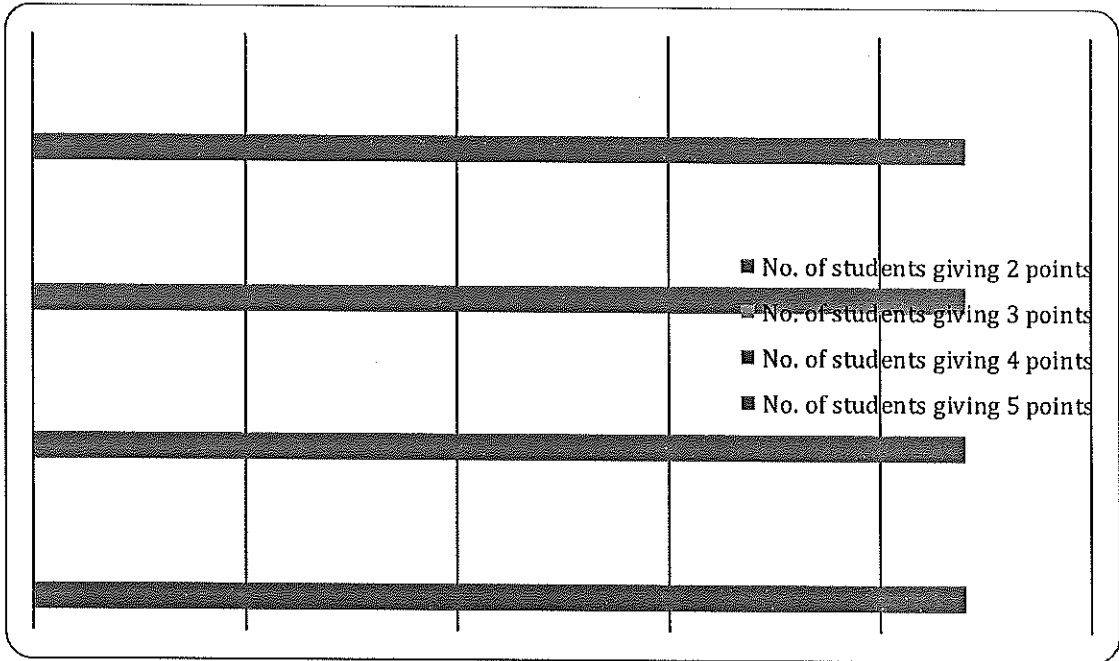 No. of students giving 2 points
No. of students giving 3 points
No. of students giving 4 points
No. of students giving 5 points